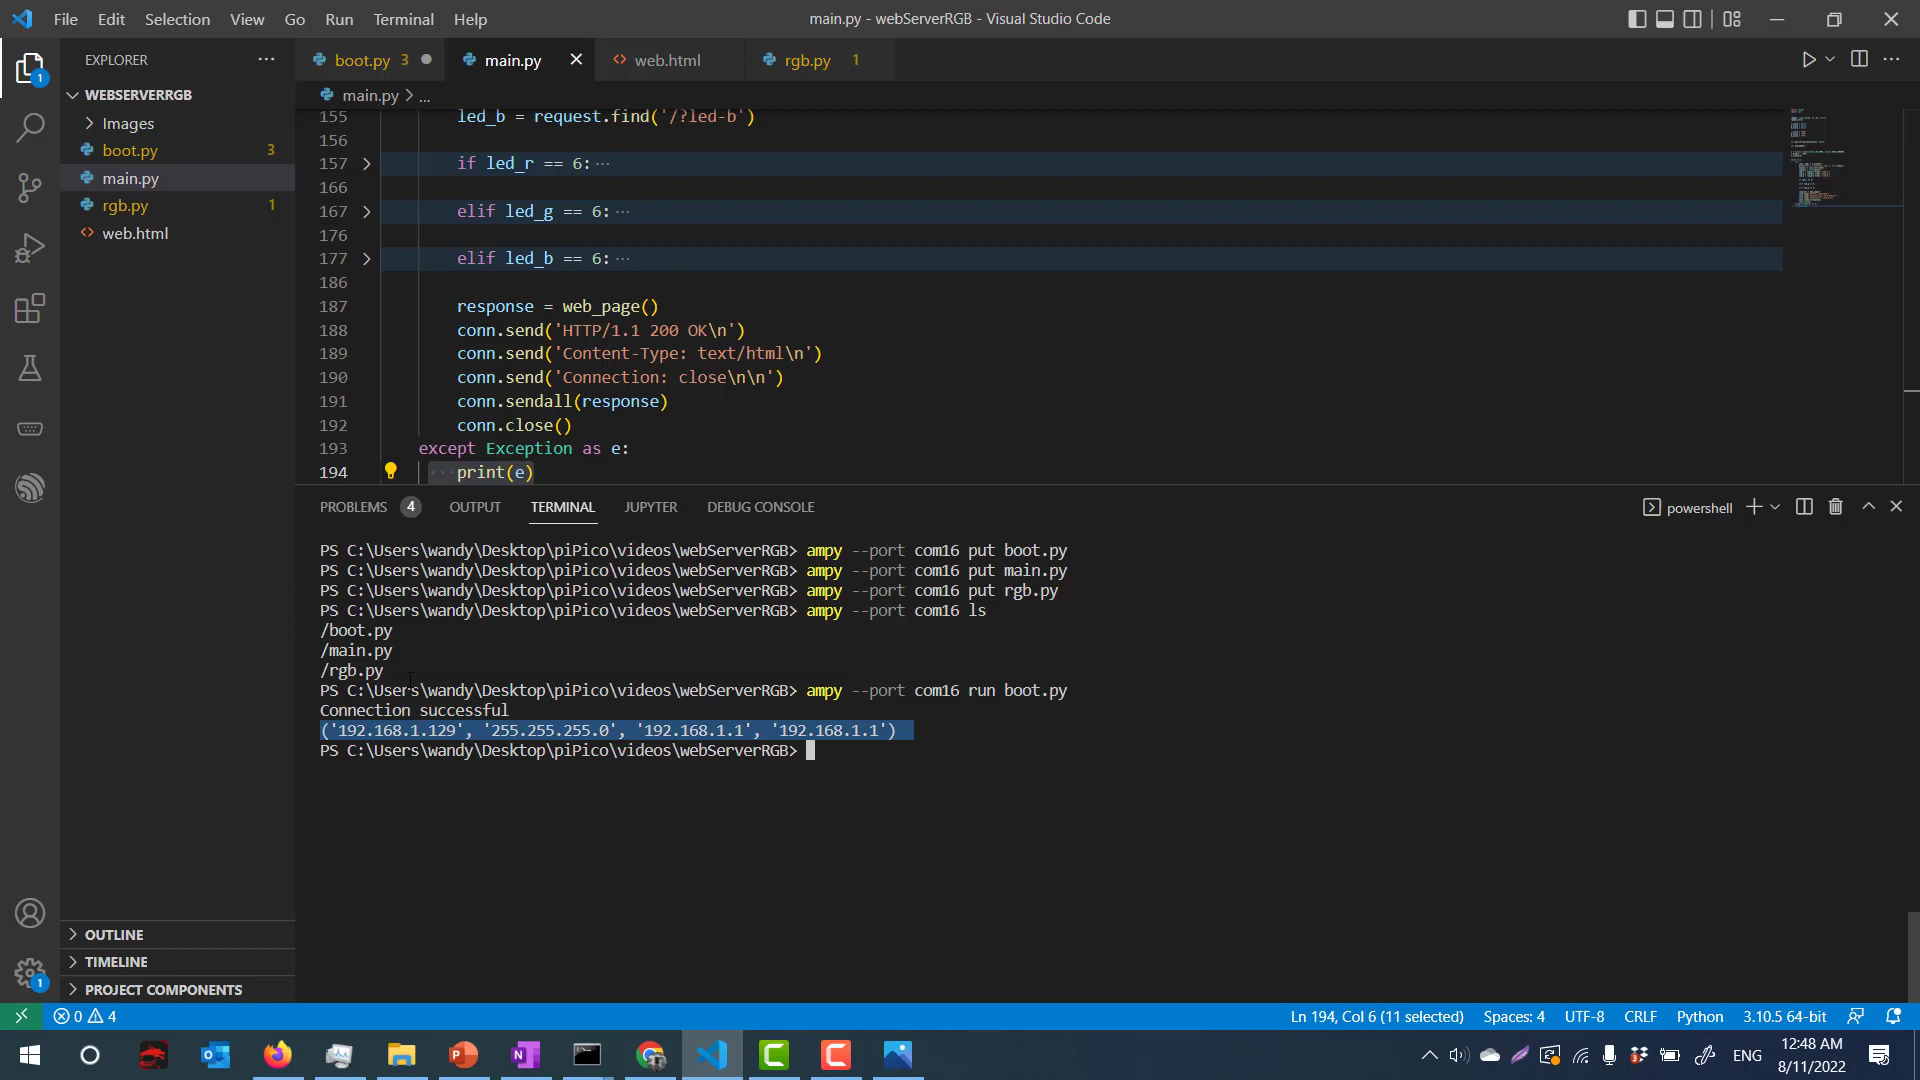 File Edit Selection View Go Run Terminal Help
main.py - webServerRGB - Visual Studio Code
EXPLORER
boot.py 3
main.py
web.html
rgb.py 1
WEBSERVERRGB
Images
boot.py 3
main.py
rgb.py 1
web.html
OUTLINE
TIMELINE
PROJECT COMPONENTS
1
1
main.py > ...
155 led_b = request.find('/?led-b')
156
157 if led_r == 6:···
166
167 elif led_g == 6:···
176
177 elif led_b == 6:···
186
187 response = web_page()
188 conn.send('HTTP/1.1 200 OK\n')
189 conn.send('Content-Type: text/html\n')
190 conn.send('Connection: close\n\n')
191 conn.sendall(response)
192 conn.close()
193 except Exception as e:
194 ····print(e)
PROBLEMS 4 OUTPUT TERMINAL JUPYTER DEBUG CONSOLE
powershell
PS C:\Users\wandy\Desktop\piPico\videos\webServerRGB> ampy --port com16 put boot.py
PS C:\Users\wandy\Desktop\piPico\videos\webServerRGB> ampy --port com16 put main.py
PS C:\Users\wandy\Desktop\piPico\videos\webServerRGB> ampy --port com16 put rgb.py
PS C:\Users\wandy\Desktop\piPico\videos\webServerRGB> ampy --port com16 ls
/boot.py
/main.py
/rgb.py
PS C:\Users\wandy\Desktop\piPico\videos\webServerRGB> ampy --port com16 run boot.py
Connection successful
('192.168.1.129', '255.255.255.0', '192.168.1.1', '192.168.1.1')
PS C:\Users\wandy\Desktop\piPico\videos\webServerRGB>
0 4
Ln 194, Col 6 (11 selected) Spaces: 4 UTF-8 CRLF Python 3.10.5 64-bit
ENG
12:48 AM
8/11/2022